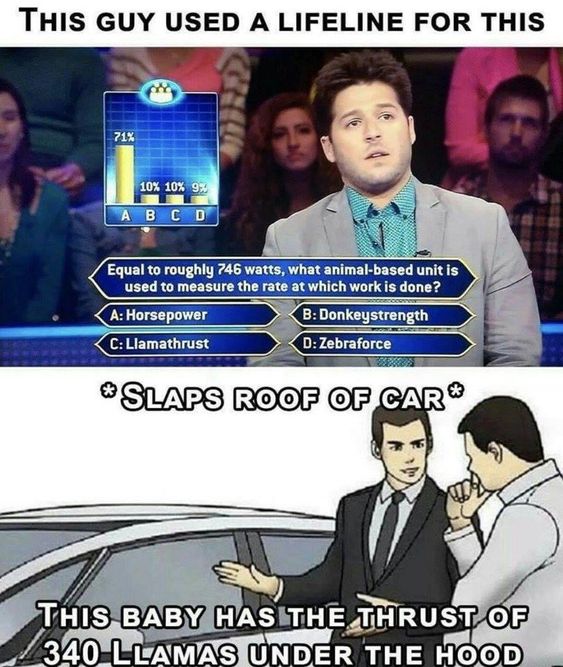 THIS GUY USED A LIFELINE FOR THIS
71%
10% 10% 9%
A B C D
Equal to roughly 746 watts, what animal-based unit is
used to measure the rate at which work is done?
A: Horsepower
B: Donkeystrength
C: Llamathrust
D: Zebraforce
*SLAPS ROOF OF CAR*
THIS BABY HAS THE THRUST OF
340 LLAMAS UNDER THE HOOD